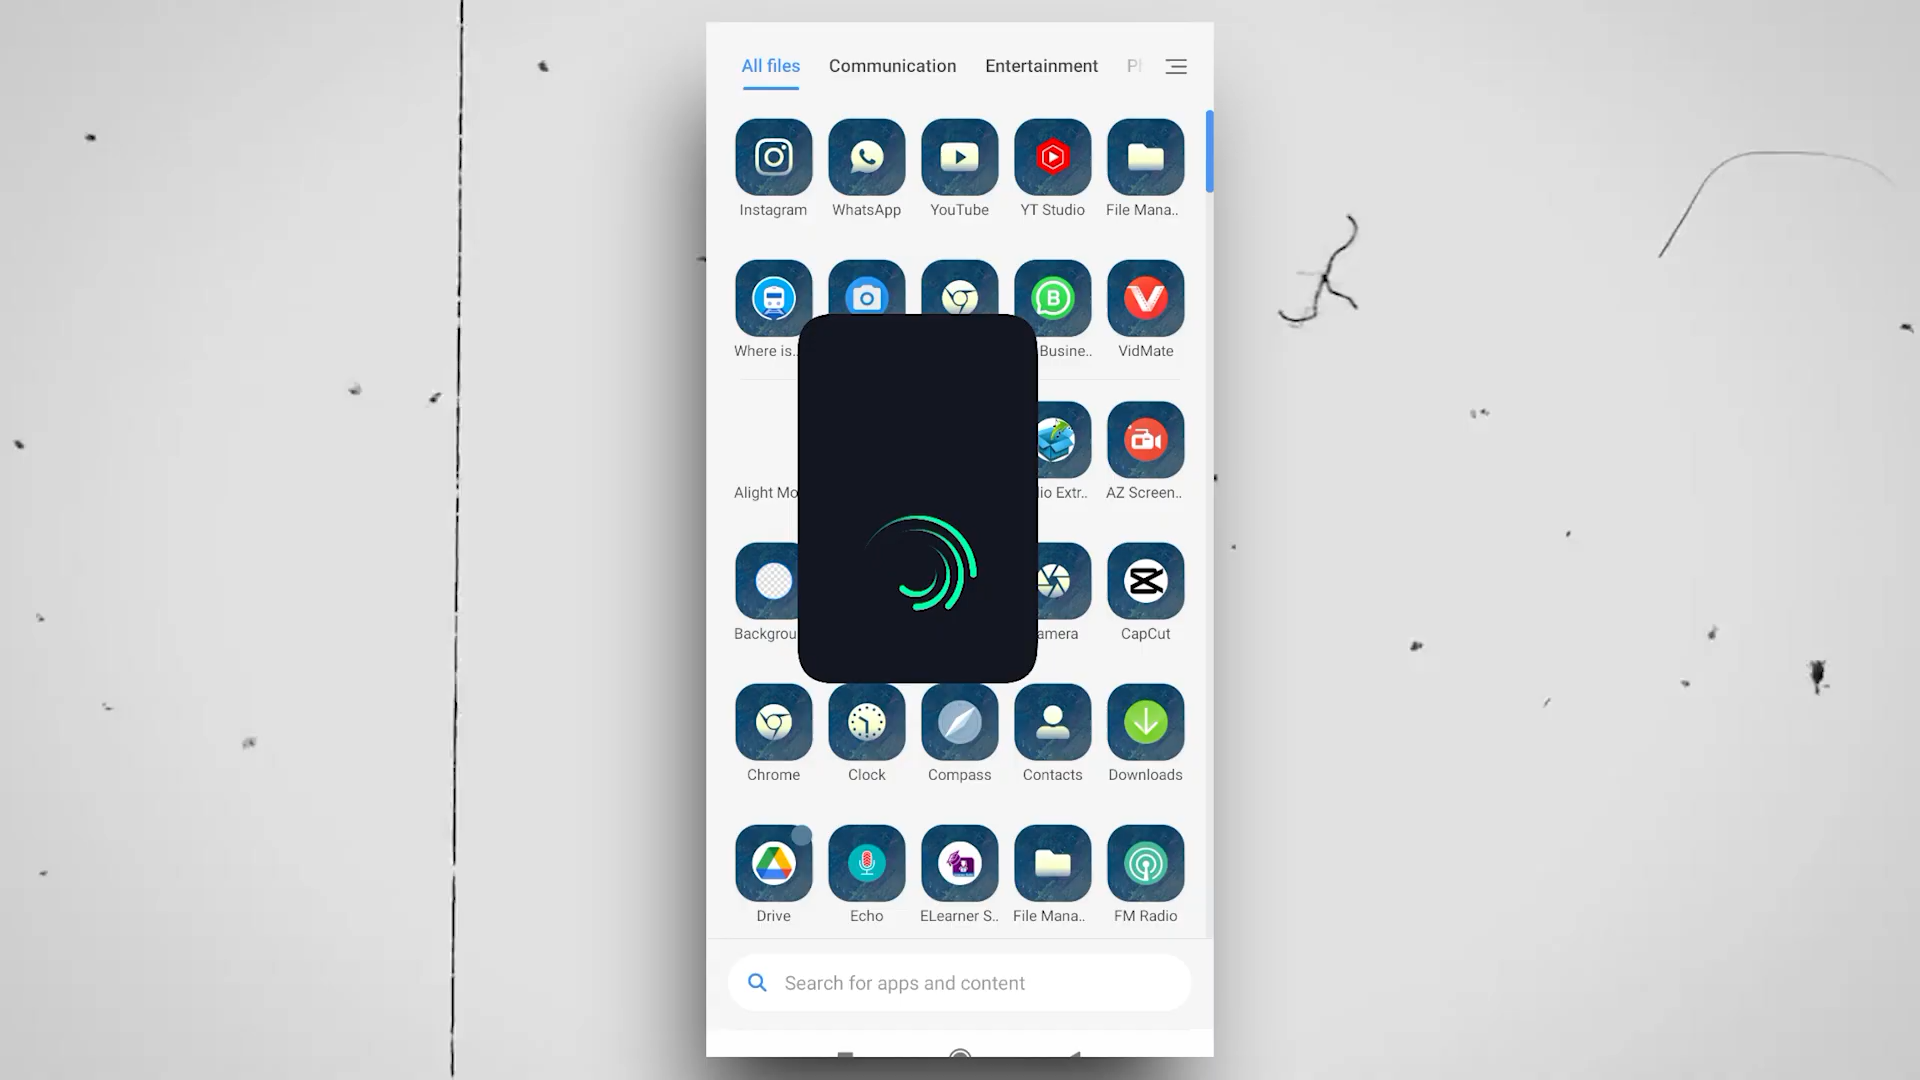 All files Communication Entertainment
Instagram WhatsApp YouTube YT Studio File Mana..
Where is.. Busine.. VidMate
Alight Mo io Extr.. AZ Screen..
Backgrou amera CapCut
Chrome Clock Compass Contacts Downloads
Drive Echo ELearner S.. File Mana.. FM Radio
Search for apps and content